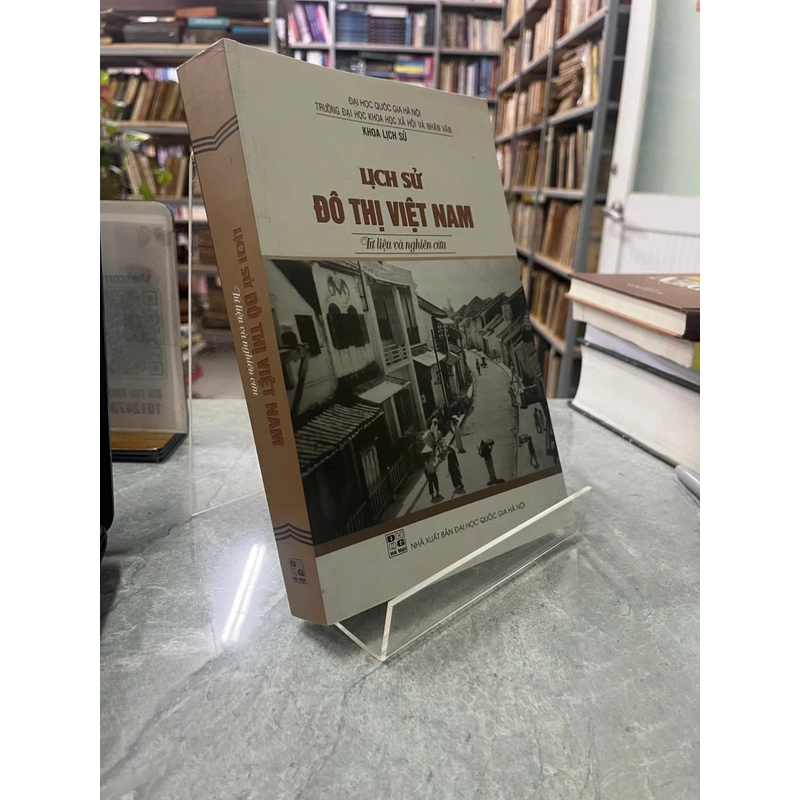 ĐẠI HỌC QUỐC GIA HÀ NỘI
TRƯỜNG ĐẠI HỌC KHOA HỌC XÃ HỘI VÀ NHÂN VĂN
KHOA LỊCH SỬ
LỊCH SỬ
ĐÔ THỊ VIỆT NAM
Tư liệu và nghiên cứu
NHÀ XUẤT BẢN ĐẠI HỌC QUỐC GIA HÀ NỘI
LỊCH SỬ ĐÔ THỊ VIỆT NAM
Tư liệu và nghiên cứu